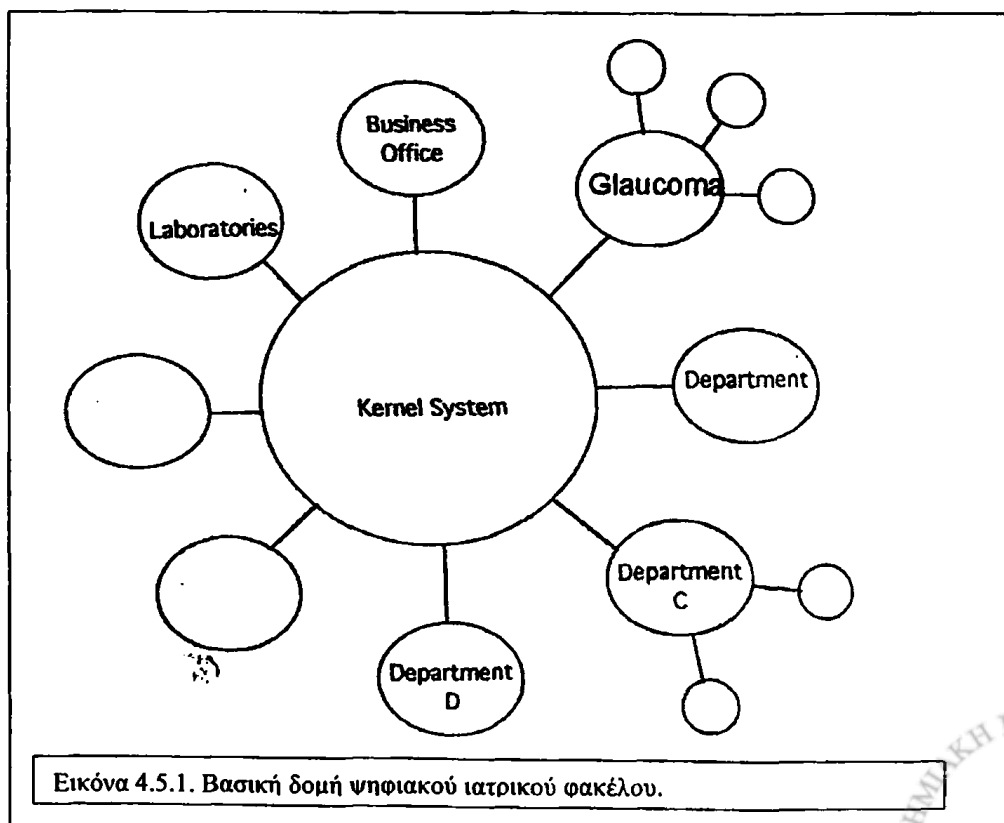 Business
Office
Glaucoma
Laboratories
Kernel System
Department
Department
C
Department
D
Εικόνα 4.5.1. Βασική δομή ψηφιακού ιατρικού φακέλου.